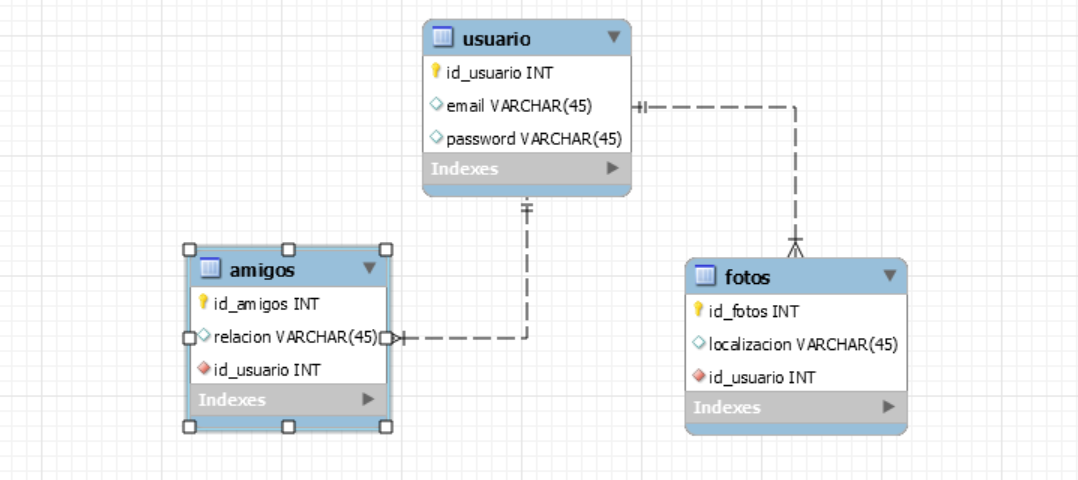 usuario
id_usuario INT
email VARCHAR(45)
password VARCHAR(45)
Indexes
amigos
id_amigos INT
relacion VARCHAR(45)
id_usuario INT
Indexes
fotos
id_fotos INT
localizacion VARCHAR(45)
id_usuario INT
Indexes